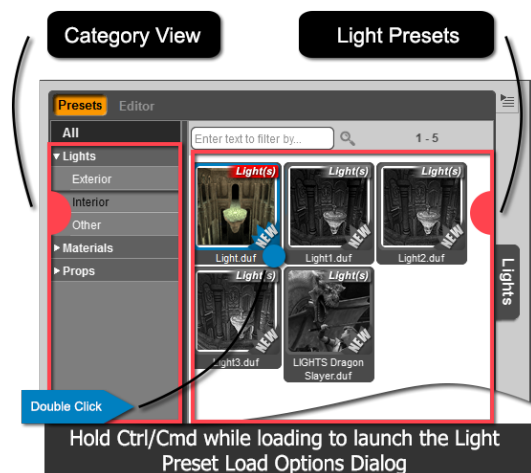 Category View
Light Presets
Presets Editor
All
Enter text to filter by...
1 - 5
Lights
Exterior
Interior
Other
Materials
Props
Light(s)
Light(s)
Light(s)
NEW
NEW
NEW
Light.duf
Light1.duf
Light2.duf
Light(s)
Light(s)
NEW
NEW
Light3.duf
LIGHTS Dragon
Slayer.duf
Lights
Double Click
Hold Ctrl/Cmd while loading to launch the Light
Preset Load Options Dialog